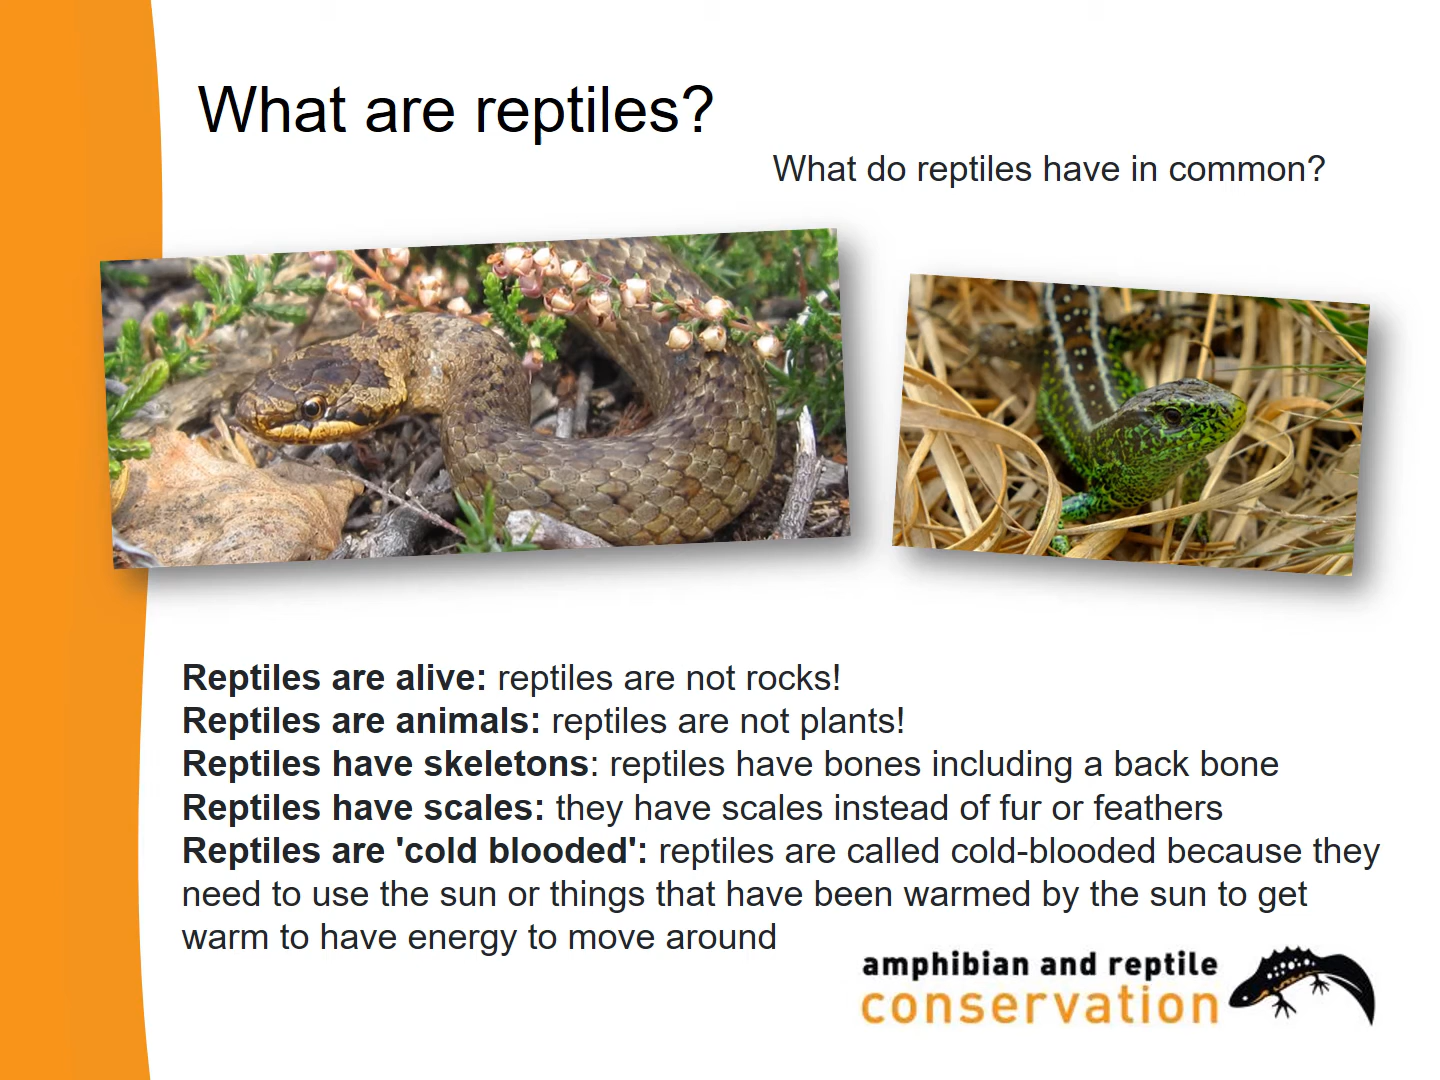 What are reptiles?
What do reptiles have in common?
Reptiles are alive: reptiles are not rocks!
Reptiles are animals: reptiles are not plants!
Reptiles have skeletons: reptiles have bones including a back bone
Reptiles have scales: they have scales instead of fur or feathers
Reptiles are 'cold blooded': reptiles are called cold-blooded because they
need to use the sun or things that have been warmed by the sun to get
warm to have energy to move around
amphibian and reptile
conservation